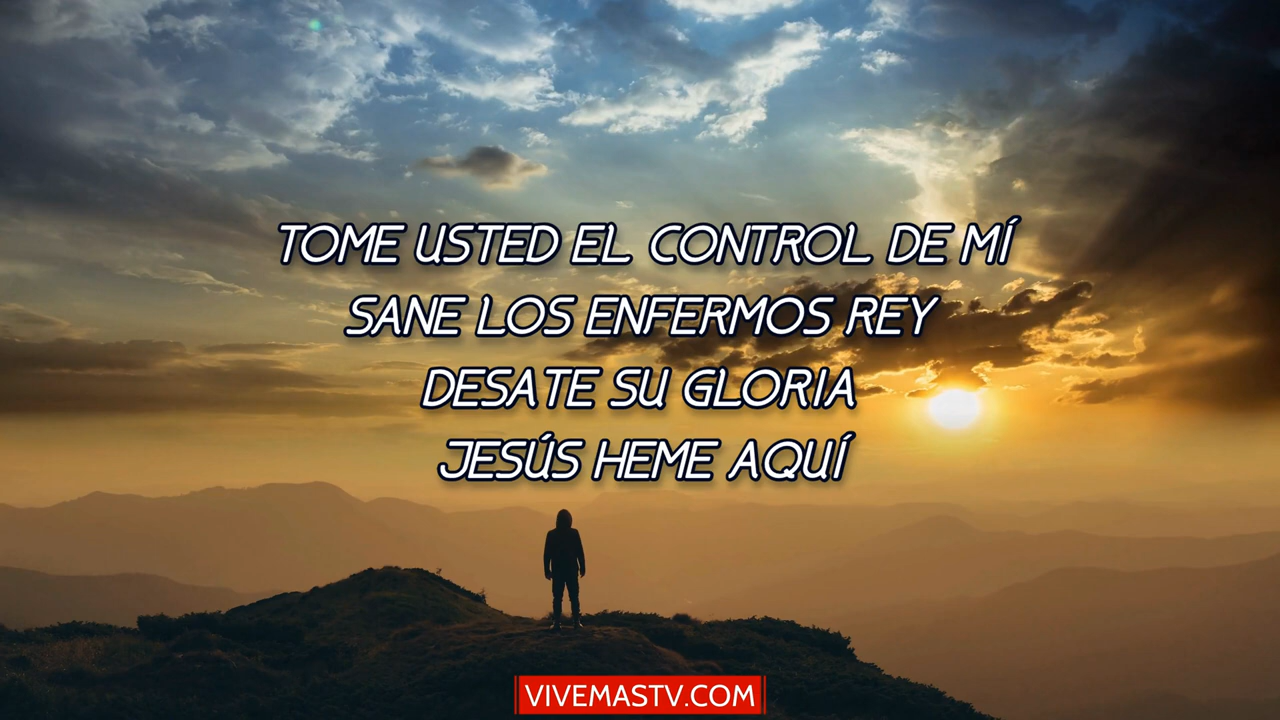 TOME USTED EL CONTROL DE MÍ
SANE LOS ENFERMOS REY
DESATE SU GLORIA
JESÚS HEME AQUÍ
VIVEMASTV.COM